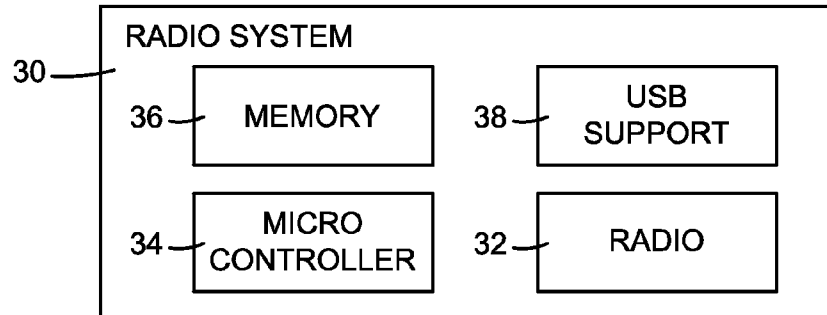 RADIO SYSTEM
30
36
MEMORY
38
USB
SUPPORT
34
MICRO
CONTROLLER
32
RADIO